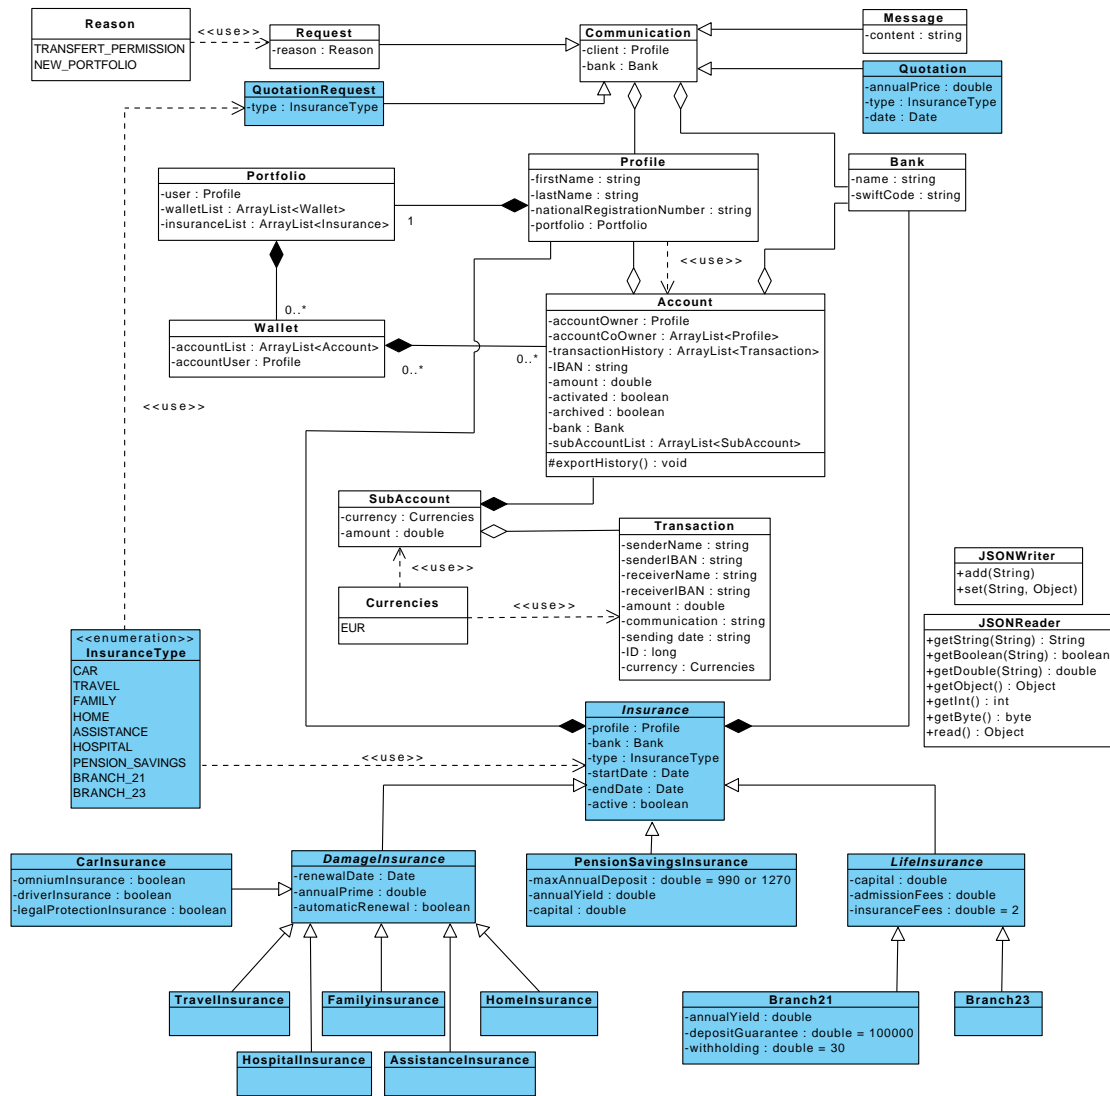 Reason
TRANSFERT_PERMISSION
NEW_PORTFOLIO
<<use>>
Request
-reason : Reason
Communication
-client : Profile
-bank : Bank
Message
-content : string
QuotationRequest
-type : InsuranceType
Quotation
-annualPrice : double
-type : InsuranceType
-date : Date
Portfolio
-user : Profile
-walletList : ArrayList<Wallet>
-insuranceList : ArrayList<Insurance>
1
Profile
-firstName : string
-lastName : string
-nationalRegistrationNumber : string
-portfolio : Portfolio
Bank
-name : string
-swiftCode : string
<<use>>
0..*
Wallet
-accountList : ArrayList<Account>
-accountUser : Profile
0..*
0..*
Account
-accountOwner : Profile
-accountCoOwner : ArrayList<Profile>
-transactionHistory : ArrayList<Transaction>
-IBAN : string
-amount : double
-activated : boolean
-archived : boolean
-bank : Bank
-subAccountList : ArrayList<SubAccount>
#exportHistory() : void
<<use>>
SubAccount
-currency : Currencies
-amount : double
<<use>>
Currencies
EUR
<<use>>
Transaction
-senderName : string
-senderIBAN : string
-receiverName : string
-receiverIBAN : string
-amount : double
-communication : string
-sending date : string
-ID : long
-currency : Currencies
JSONWriter
+add(String)
+set(String, Object)
JSONReader
+getString(String) : String
+getBoolean(String) : boolean
+getDouble(String) : double
+getObject() : Object
+getInt() : int
+getByte() : byte
+read() : Object
<<enumeration>>
InsuranceType
CAR
TRAVEL
FAMILY
HOME
ASSISTANCE
HOSPITAL
PENSION_SAVINGS
BRANCH_21
BRANCH_23
<<use>>
Insurance
-profile : Profile
-bank : Bank
-type : InsuranceType
-startDate : Date
-endDate : Date
-active : boolean
CarInsurance
-omniumInsurance : boolean
-driverInsurance : boolean
-legalProtectionInsurance : boolean
DamageInsurance
-renewalDate : Date
-annualPrime : double
-automaticRenewal : boolean
PensionSavingsInsurance
-maxAnnualDeposit : double = 990 or 1270
-annualYield : double
-capital : double
LifeInsurance
-capital : double
-admissionFees : double
-insuranceFees : double = 2
TravelInsurance
Familyinsurance
HomeInsurance
HospitalInsurance
AssistanceInsurance
Branch21
-annualYield : double
-depositGuarantee : double = 100000
-withholding : double = 30
Branch23